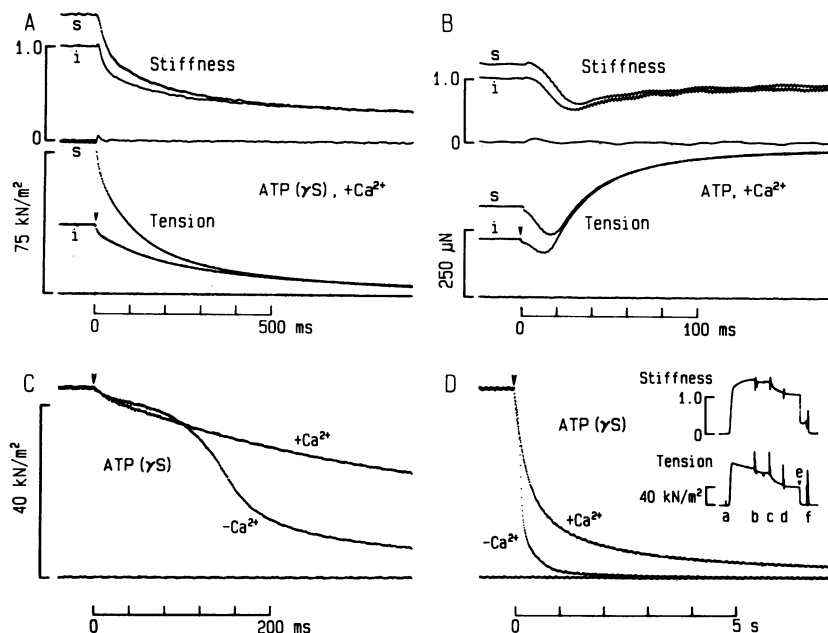 A
s
1.0
i
Stiffness
0
s
75 kN/m²
ATP (γS), +Ca²⁺
Tension
i
0
500
ms
B
s
1.0
i
Stiffness
0
ATP, +Ca²⁺
s
Tension
i
250 μN
0
100
ms
C
40 kN/m²
ATP (γS)
+Ca²⁺
-Ca²⁺
0
200
ms
D
ATP (γS)
+Ca²⁺
-Ca²⁺
Stiffness
1.0
0
Tension
e
40 kN/m²
a b c d f
0
5
s